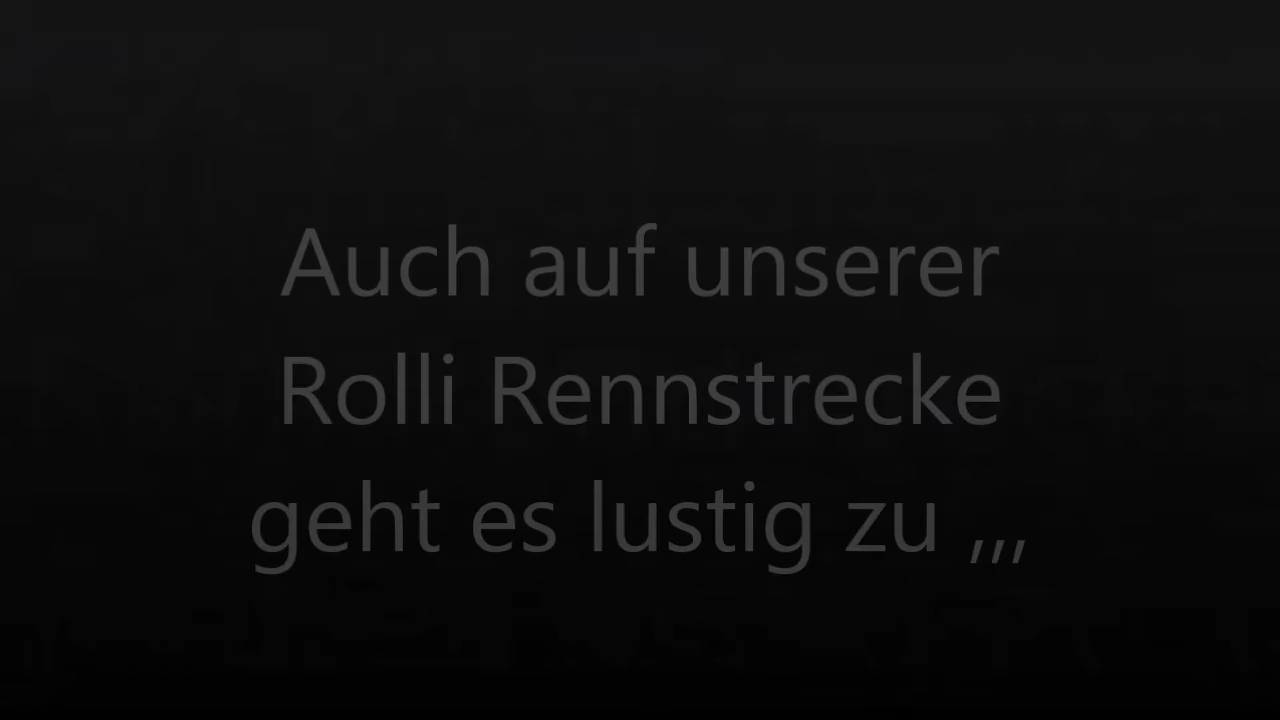 Auch auf unserer
Rolli Rennstrecke
geht es lustig zu ,,,